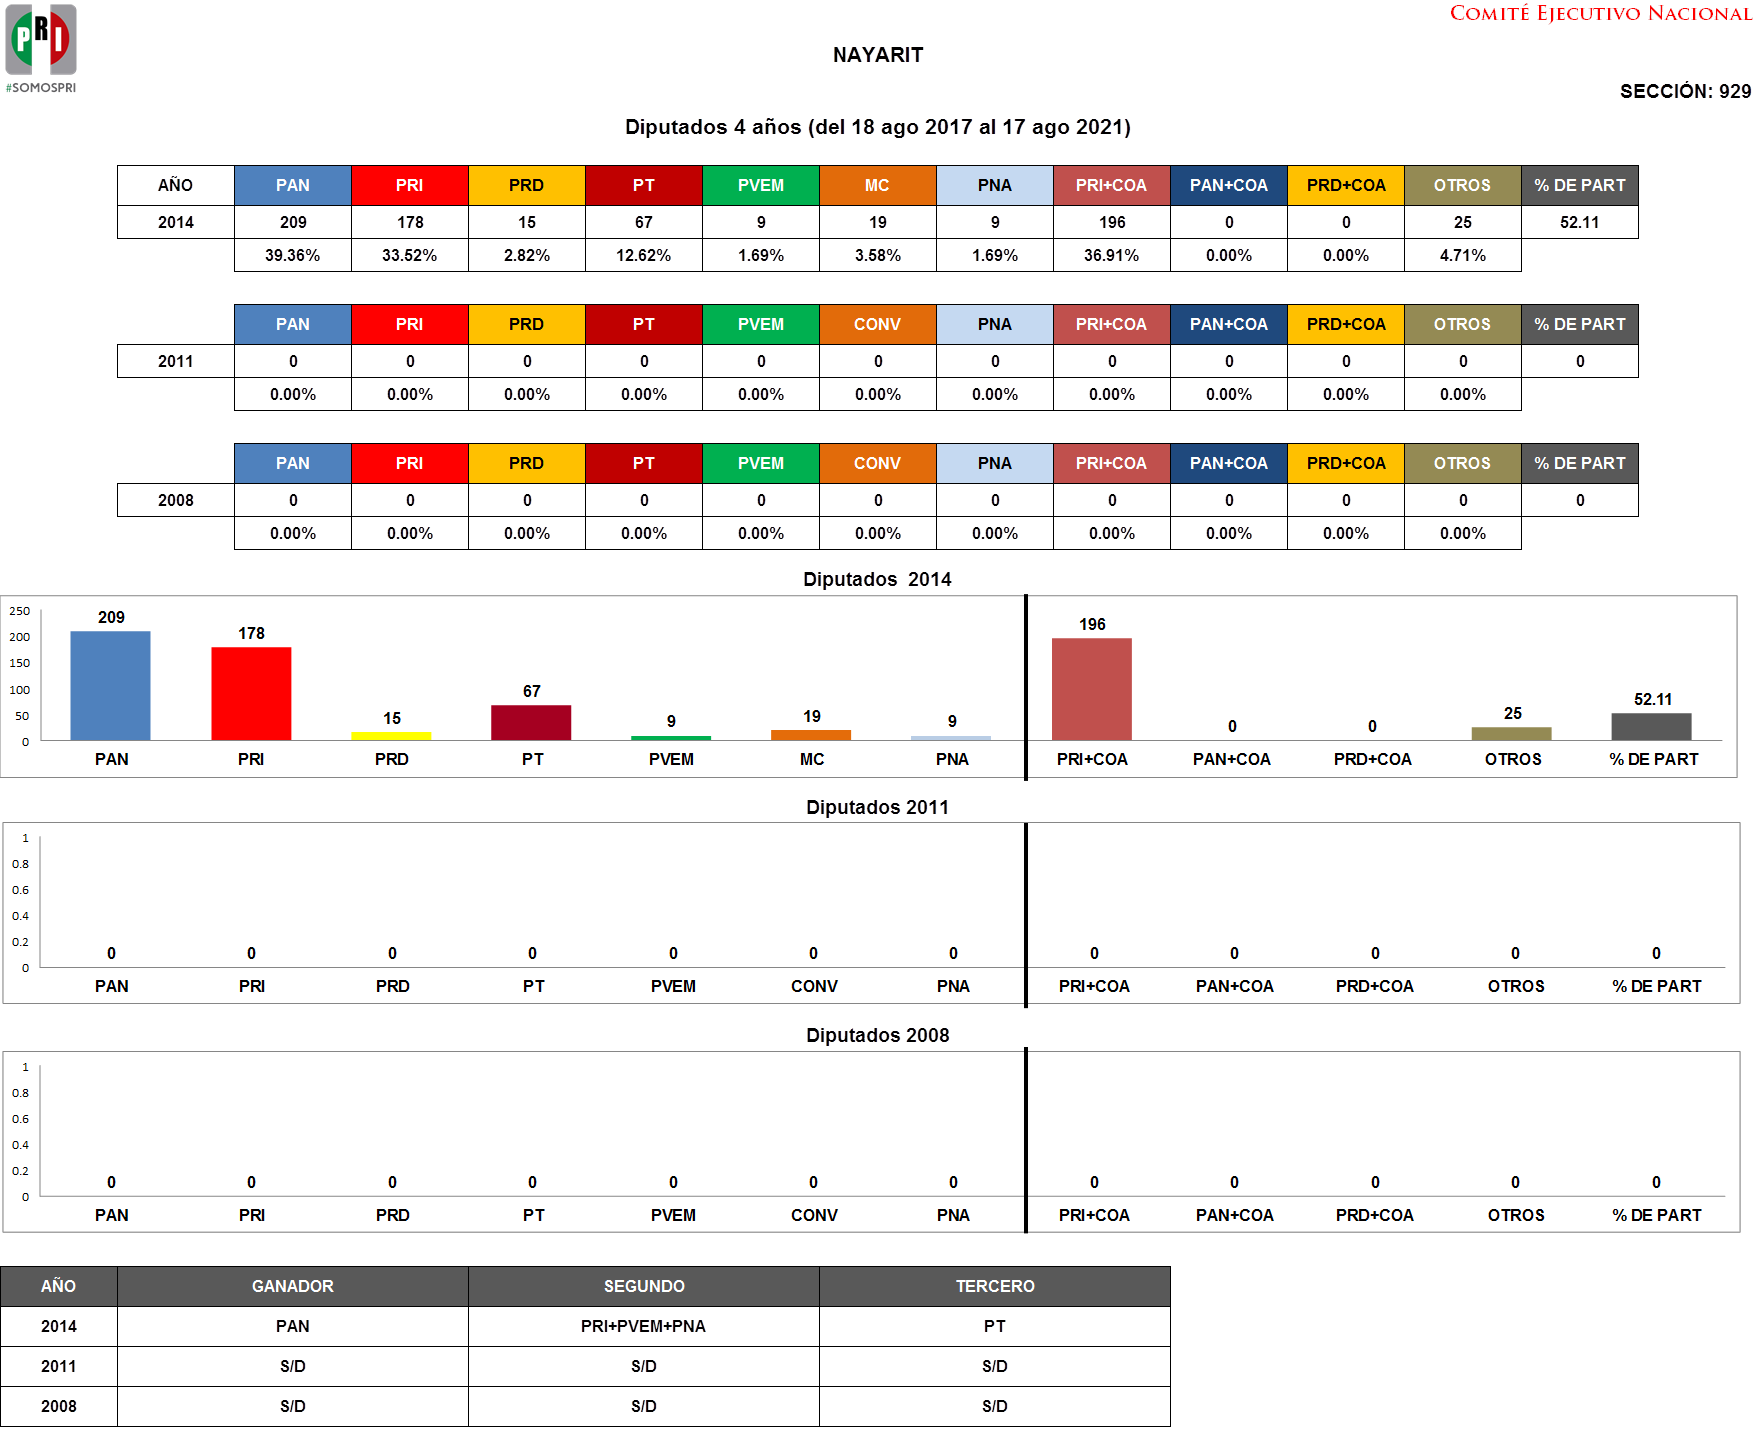 PRI
#SOMOSPRI
COMITÉ EJECUTIVO NACIONAL
NAYARIT
SECCIÓN: 929
Diputados 4 años (del 18 ago 2017 al 17 ago 2021)
AÑO PAN PRI PRD PT PVEM MC PNA PRI+COA PAN+COA PRD+COA OTROS % DE PART
2014 209 178 15 67 9 19 9 196 0 0 25 52.11
39.36% 33.52% 2.82% 12.62% 1.69% 3.58% 1.69% 36.91% 0.00% 0.00% 4.71%
PAN PRI PRD PT PVEM CONV PNA PRI+COA PAN+COA PRD+COA OTROS % DE PART
2011 0 0 0 0 0 0 0 0 0 0 0 0
0.00% 0.00% 0.00% 0.00% 0.00% 0.00% 0.00% 0.00% 0.00% 0.00% 0.00%
PAN PRI PRD PT PVEM CONV PNA PRI+COA PAN+COA PRD+COA OTROS % DE PART
2008 0 0 0 0 0 0 0 0 0 0 0 0
0.00% 0.00% 0.00% 0.00% 0.00% 0.00% 0.00% 0.00% 0.00% 0.00% 0.00%
Diputados 2014
250
200
150
100
50
0
209 178 15 67 9 19 9 196 0 0 25 52.11
PAN PRI PRD PT PVEM MC PNA PRI+COA PAN+COA PRD+COA OTROS % DE PART
Diputados 2011
1
0.8
0.6
0.4
0.2
0
0 0 0 0 0 0 0 0 0 0 0 0
PAN PRI PRD PT PVEM CONV PNA PRI+COA PAN+COA PRD+COA OTROS % DE PART
Diputados 2008
1
0.8
0.6
0.4
0.2
0
0 0 0 0 0 0 0 0 0 0 0 0
PAN PRI PRD PT PVEM CONV PNA PRI+COA PAN+COA PRD+COA OTROS % DE PART
AÑO GANADOR SEGUNDO TERCERO
2014 PAN PRI+PVEM+PNA PT
2011 S/D S/D S/D
2008 S/D S/D S/D